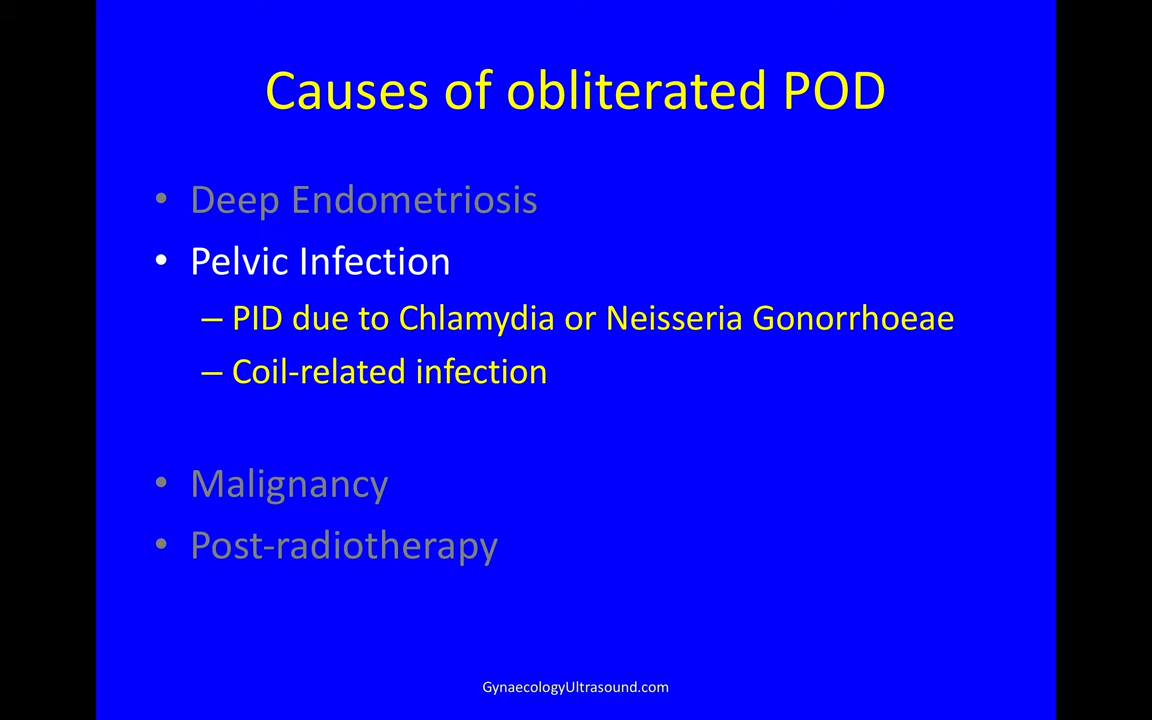 Causes of obliterated POD
• Deep Endometriosis
• Pelvic Infection
– PID due to Chlamydia or Neisseria Gonorrhoeae
– Coil-related infection
• Malignancy
• Post-radiotherapy
GynaecologyUltrasound.com